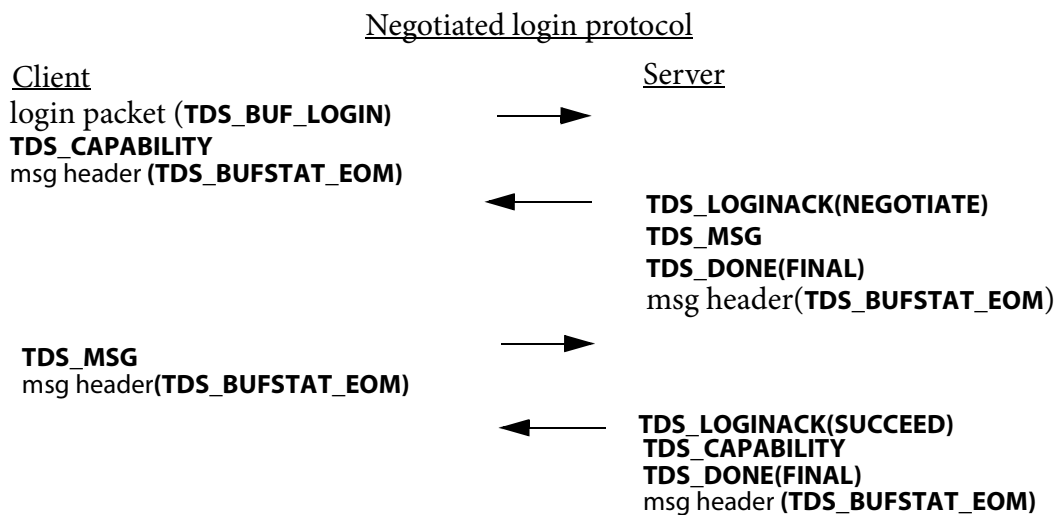 Negotiated login protocol
Client
Server
login packet (TDS_BUF_LOGIN)
TDS_CAPABILITY
msg header (TDS_BUFSTAT_EOM)
TDS_LOGINACK(NEGOTIATE)
TDS_MSG
TDS_DONE(FINAL)
msg header(TDS_BUFSTAT_EOM)
TDS_MSG
msg header(TDS_BUFSTAT_EOM)
TDS_LOGINACK(SUCCEED)
TDS_CAPABILITY
TDS_DONE(FINAL)
msg header (TDS_BUFSTAT_EOM)